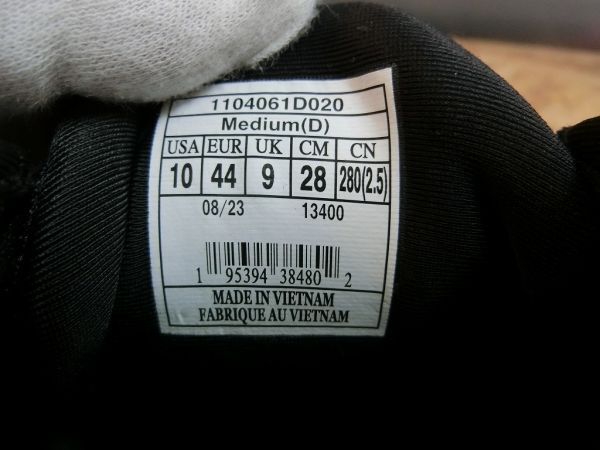 1104061D020
Medium(D)
USA EUR UK CM CN
10 44 9 28 280(2.5)
08/23 13400
1 95394 38480 2
MADE IN VIETNAM
FABRIQUE AU VIETNAM